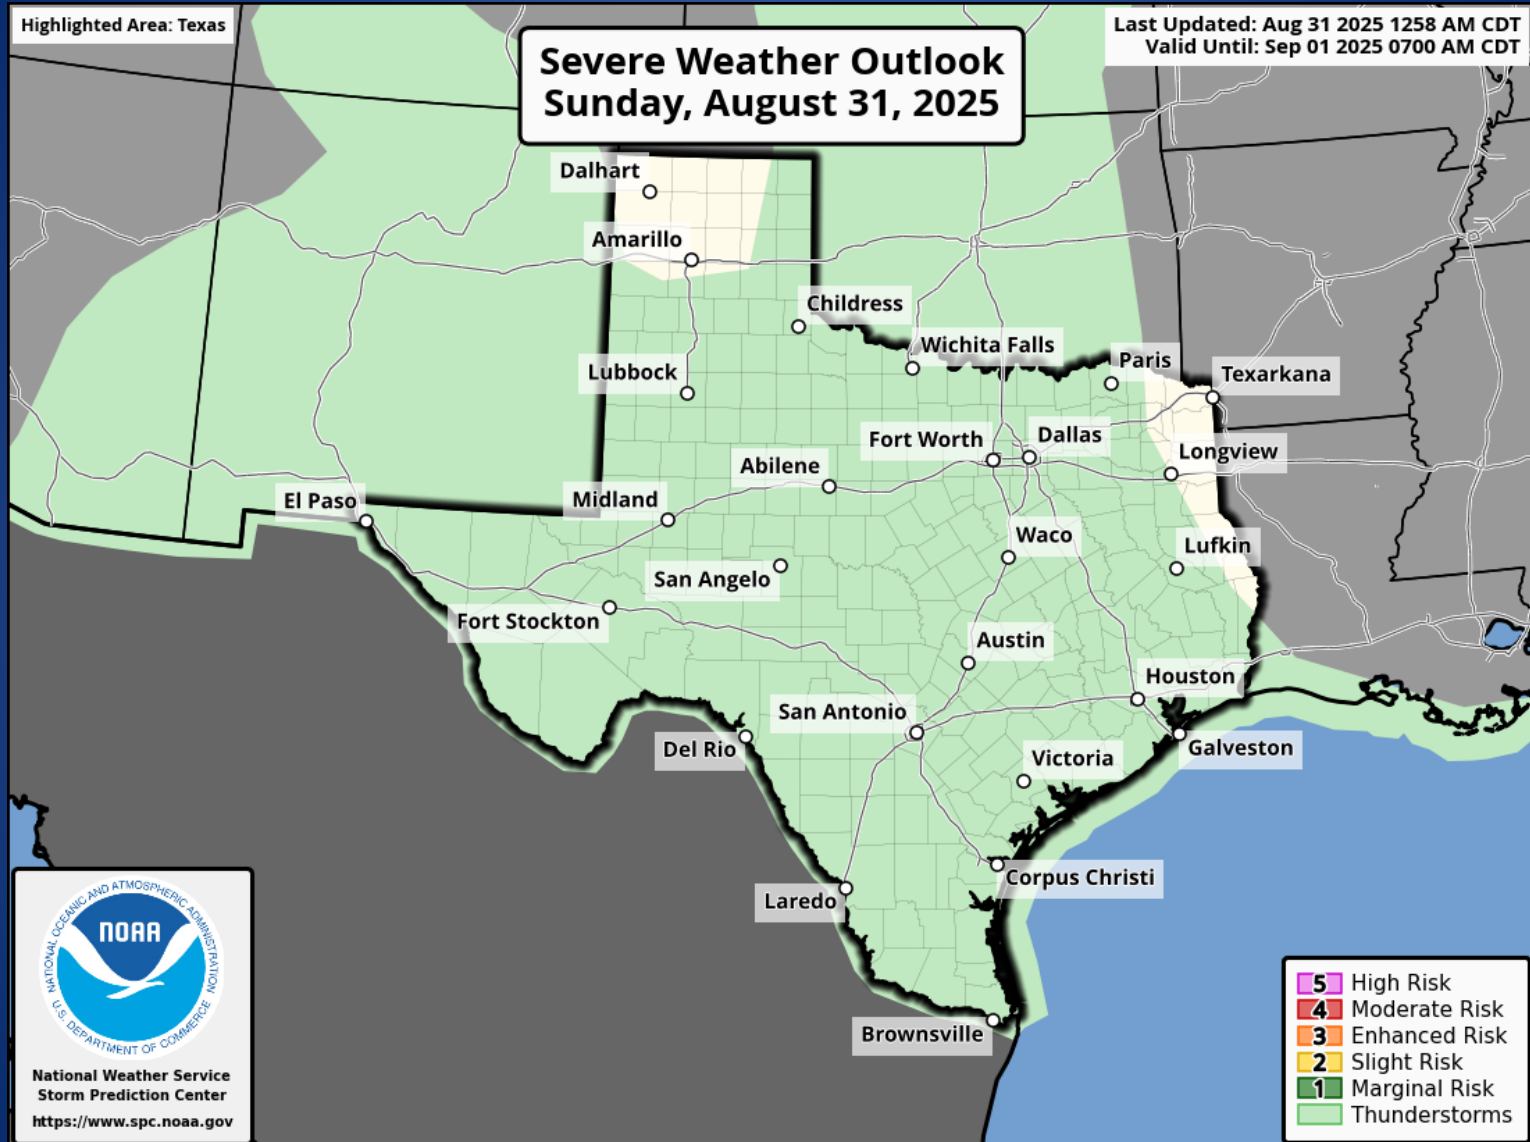 Highlighted Area: Texas
Severe Weather Outlook
Sunday, August 31, 2025
Last Updated: Aug 31 2025 1258 AM CDT
Valid Until: Sep 01 2025 0700 AM CDT
Dalhart
Amarillo
Childress
Wichita Falls
Paris
Texarkana
Lubbock
Fort Worth
Dallas
Longview
Abilene
El Paso
Midland
Waco
Lufkin
San Angelo
Fort Stockton
Austin
Houston
San Antonio
Del Rio
Galveston
Victoria
Corpus Christi
Laredo
Brownsville
NATIONAL OCEANIC AND ATMOSPHERIC ADMINISTRATION
NOAA
U.S. DEPARTMENT OF COMMERCE
National Weather Service
Storm Prediction Center
https://www.spc.noaa.gov
5 High Risk
4 Moderate Risk
3 Enhanced Risk
2 Slight Risk
1 Marginal Risk
Thunderstorms